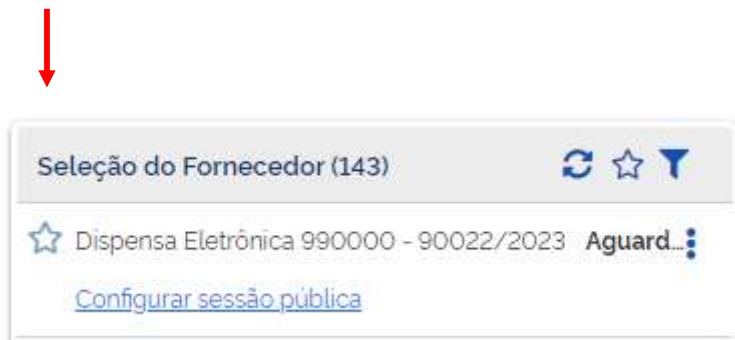 Seleção do Fornecedor (143)
Dispensa Eletrônica 990000 - 90022/2023 Aguard...
Configurar sessão pública